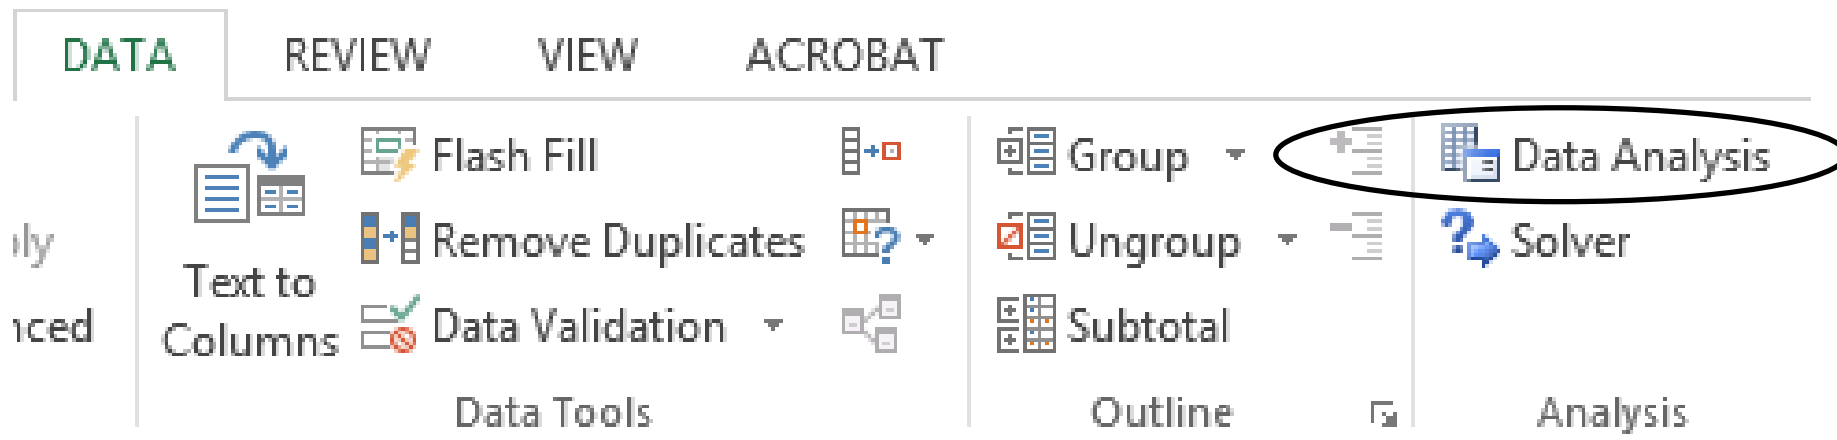 DATA REVIEW VIEW ACROBAT
Flash Fill
Group
Data Analysis
Remove Duplicates
Ungroup
Solver
Text to
Columns
Data Validation
Subtotal
Data Tools
Outline
Analysis